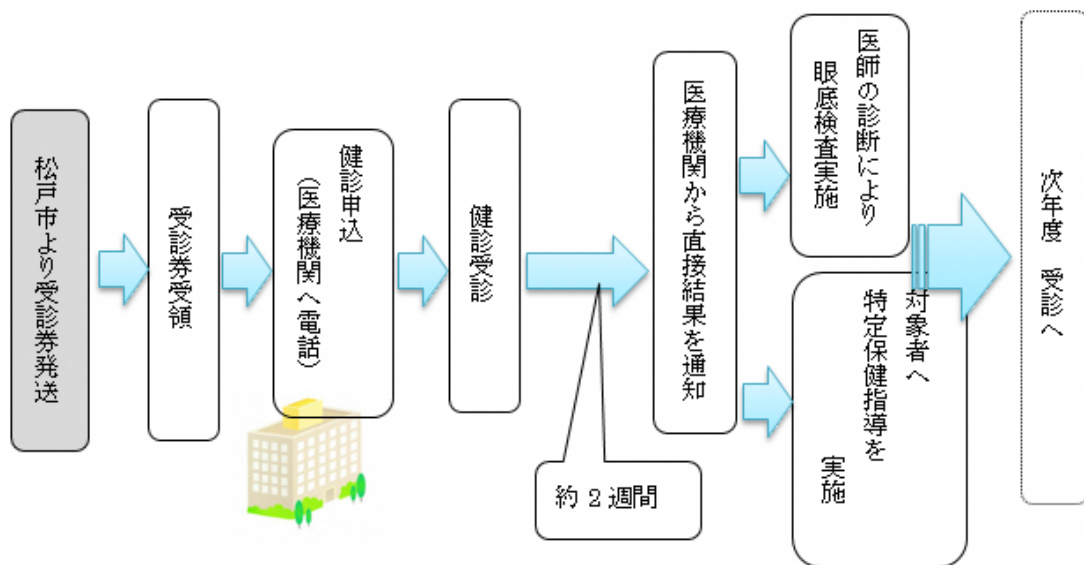 松戸市より受診券発送
受診券受領
健診申込
（医療機関へ電話）
健診受診
約２週間
医療機関から直接結果を通知
医師の診断により
眼底検査実施
対象者へ
特定保健指導を
実施
次年度　受診へ